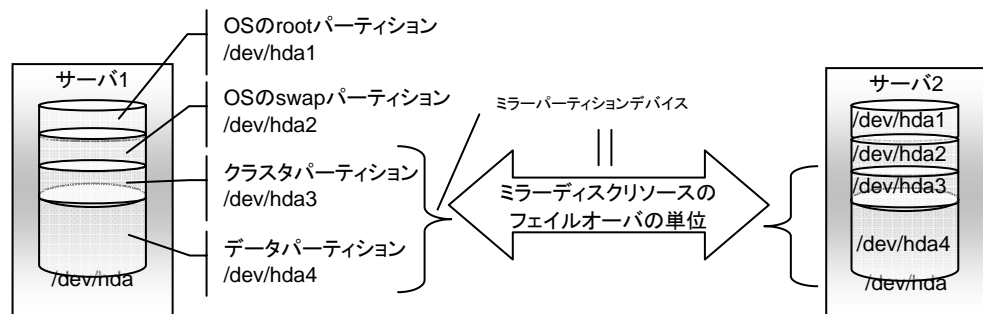 サーバ1
/dev/hda
OSのrootパーティション
/dev/hda1
OSのswapパーティション
/dev/hda2
クラスタパーティション
/dev/hda3
データパーティション
/dev/hda4
ミラーパーティションデバイス
||
ミラーディスクリソースの
フェイルオーバの単位
サーバ2
/dev/hda1
/dev/hda2
/dev/hda3
/dev/hda4
/dev/hda